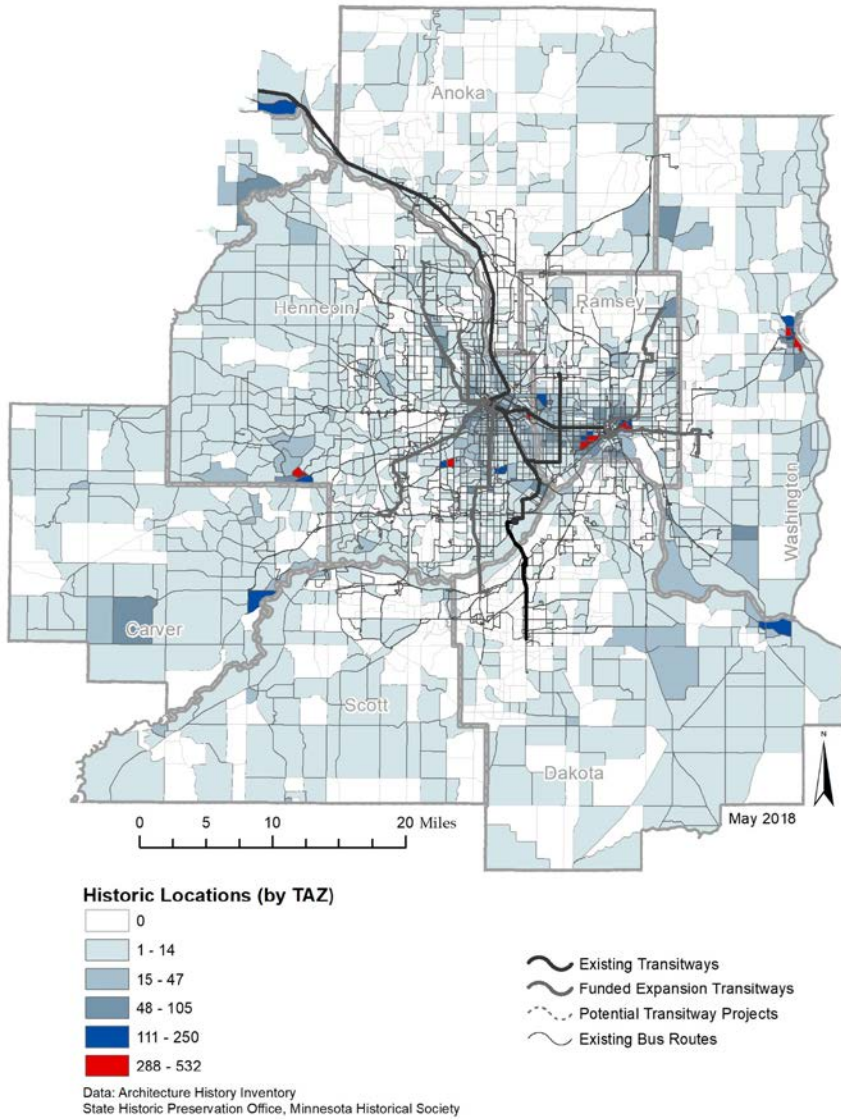 Anoka
Hennepin
Ramsey
Washington
Carver
Scott
Dakota
N
May 2018
0 5 10 20 Miles
Historic Locations (by TAZ)
0
1 - 14
15 - 47
48 - 105
111 - 250
288 - 532
Existing Transitways
Funded Expansion Transitways
Potential Transitway Projects
Existing Bus Routes
Data: Architecture History Inventory
State Historic Preservation Office, Minnesota Historical Society